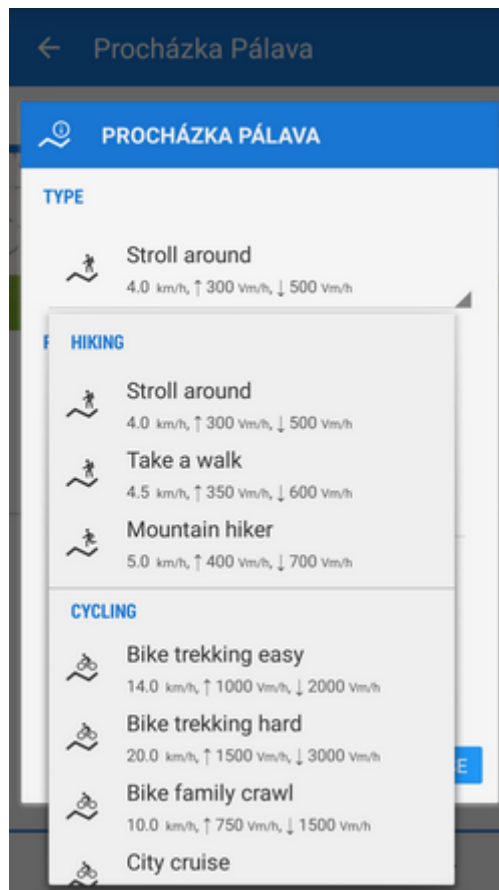 Procházka Pálava
PROCHÁZKA PÁLAVA
TYPE
Stroll around
4.0 km/h, ↑ 300 Vm/h, ↓ 500 Vm/h
HIKING
Stroll around
4.0 km/h, ↑ 300 Vm/h, ↓ 500 Vm/h
Take a walk
4.5 km/h, ↑ 350 Vm/h, ↓ 600 Vm/h
Mountain hiker
5.0 km/h, ↑ 400 Vm/h, ↓ 700 Vm/h
CYCLING
Bike trekking easy
14.0 km/h, ↑ 1000 Vm/h, ↓ 2000 Vm/h
Bike trekking hard
20.0 km/h, ↑ 1500 Vm/h, ↓ 3000 Vm/h
Bike family crawl
10.0 km/h, ↑ 750 Vm/h, ↓ 1500 Vm/h
City cruise